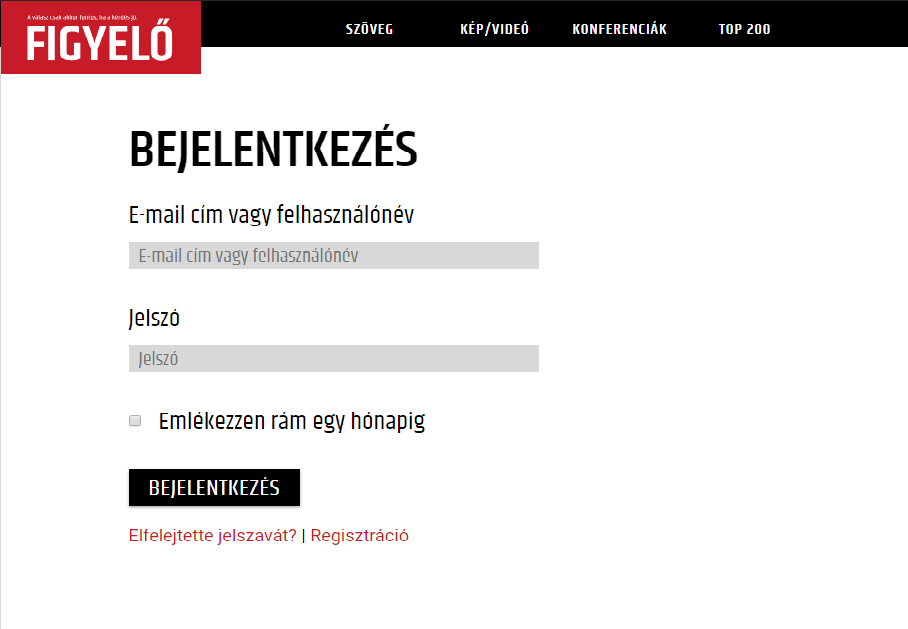 A válasz csak akkor fontos, ha a kérdés jó.
FIGYELŐ
SZÖVEG KÉP/VIDEÓ KONFERENCIÁK TOP 200
BEJELENTKEZÉS
E-mail cím vagy felhasználónév
E-mail cím vagy felhasználónév
Jelszó
Jelszó
Emlékezzen rám egy hónapig
BEJELENTKEZÉS
Elfelejtette jelszavát? | Regisztráció